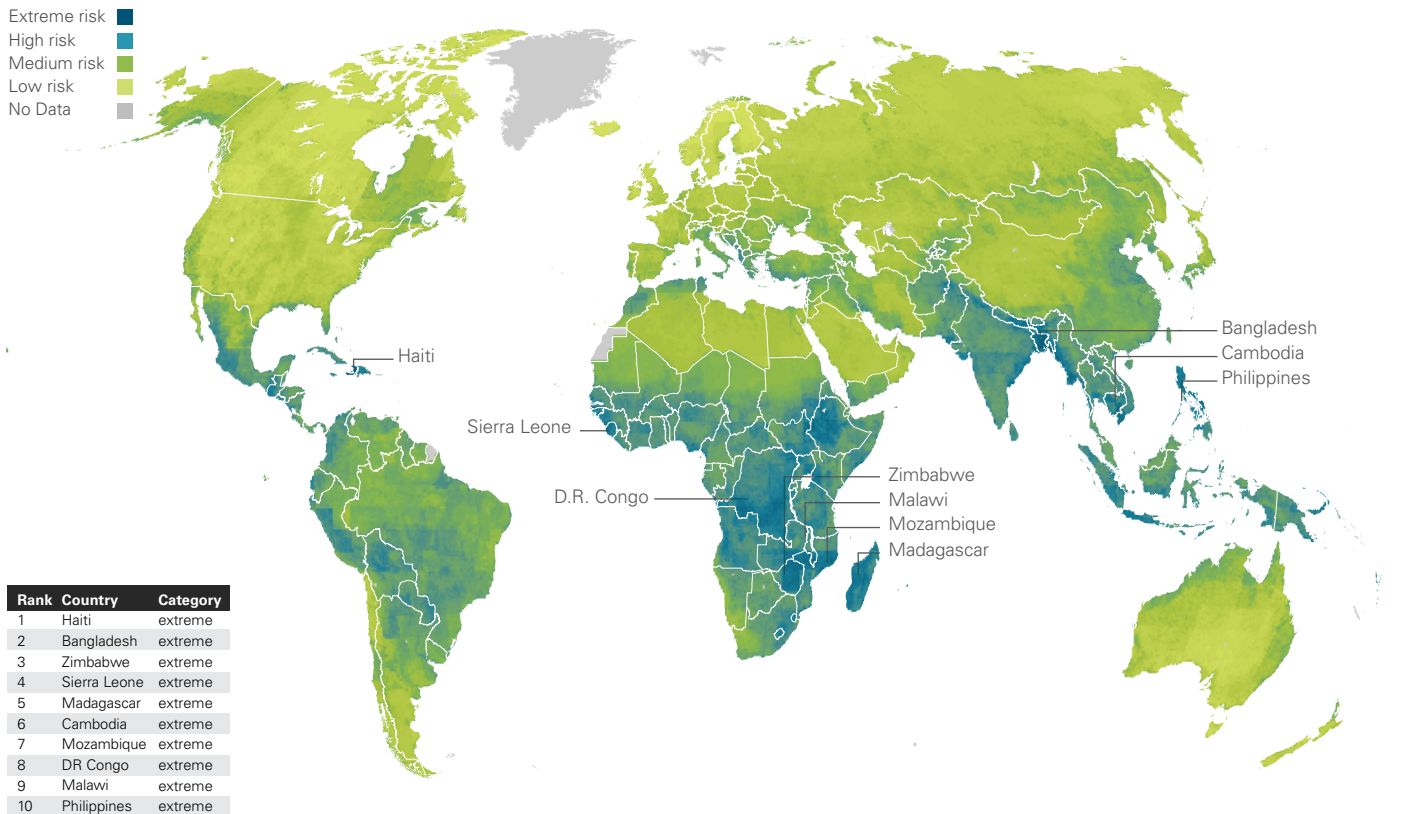 Extreme risk
High risk
Medium risk
Low risk
No Data
Haiti
Bangladesh
Cambodia
Philippines
Sierra Leone
D.R. Congo
Zimbabwe
Malawi
Mozambique
Madagascar
Rank Country Category
1 Haiti extreme
2 Bangladesh extreme
3 Zimbabwe extreme
4 Sierra Leone extreme
5 Madagascar extreme
6 Cambodia extreme
7 Mozambique extreme
8 DR Congo extreme
9 Malawi extreme
10 Philippines extreme